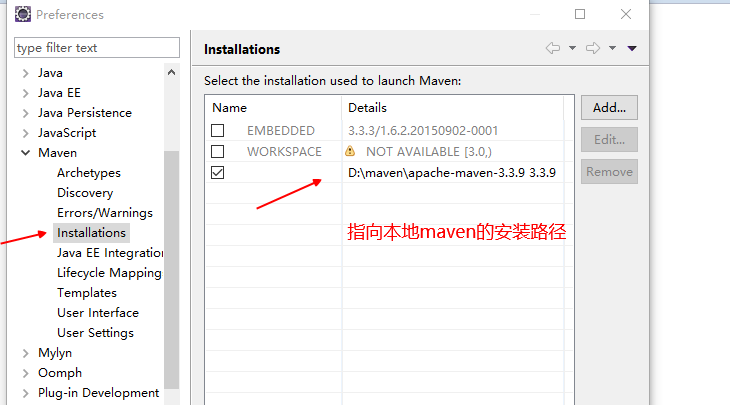 Preferences
type filter text
Java
Java EE
Java Persistence
JavaScript
Maven
Archetypes
Discovery
Errors/Warnings
Installations
Java EE Integration
Lifecycle Mapping
Templates
User Interface
User Settings
Mylyn
Oomph
Plug-in Development
Installations
Select the installation used to launch Maven:
Name Details
EMBEDDED 3.3.3/1.6.2.20150902-0001
WORKSPACE NOT AVAILABLE [3.0,)
D:\maven\apache-maven-3.3.9 3.3.9
指向本地maven的安装路径
Add...
Edit...
Remove